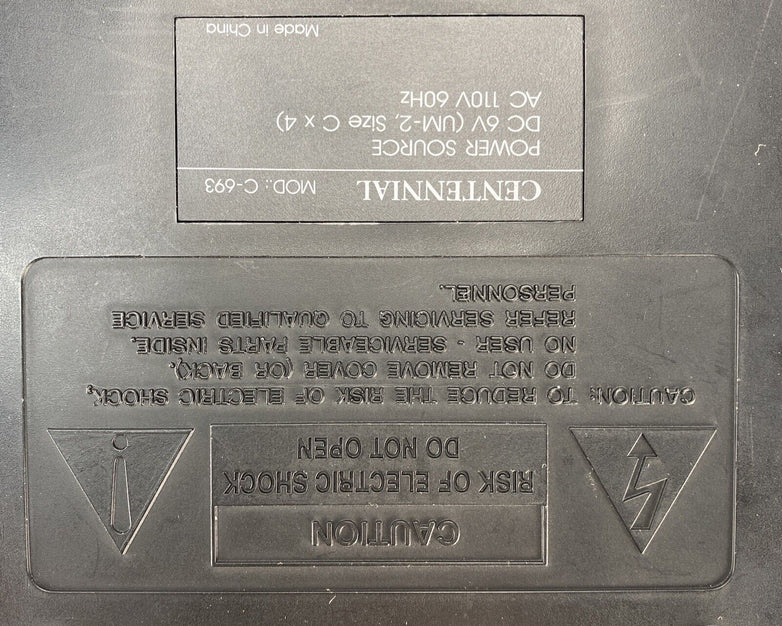 CAUTION
RISK OF ELECTRIC SHOCK
DO NOT OPEN
CAUTION: TO REDUCE THE RISK OF ELECTRIC SHOCK,
DO NOT REMOVE COVER (OR BACK).
NO USER - SERVICEABLE PARTS INSIDE.
REFER SERVICING TO QUALIFIED SERVICE
PERSONNEL.
CENTENNIAL MOD.: C-693
POWER SOURCE
DC 6V (UM-2, Size C x 4)
AC 110V 60Hz
Made in China